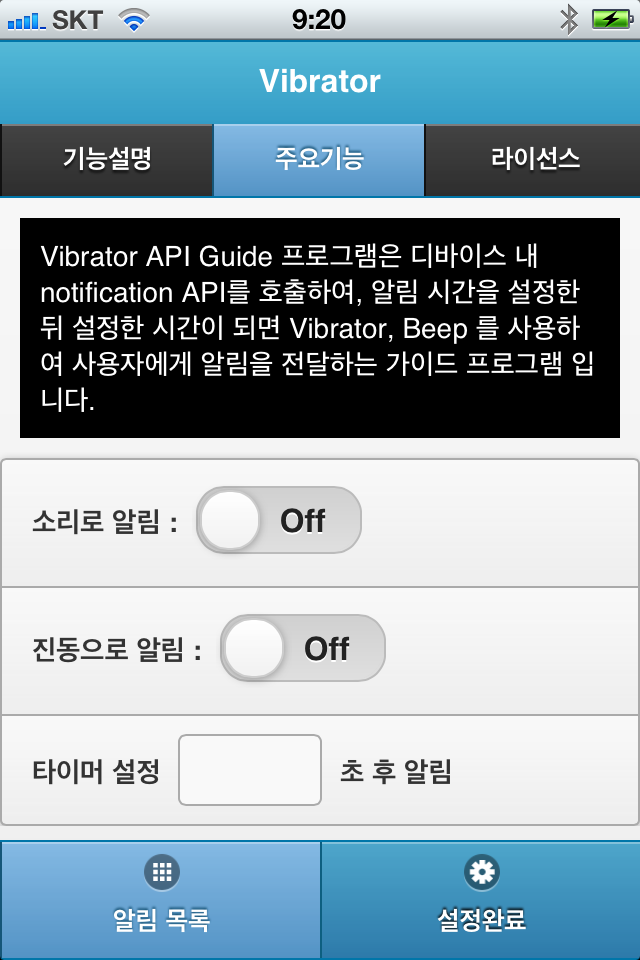 SKT 9:20
Vibrator
기능설명 주요기능 라이선스
Vibrator API Guide 프로그램은 디바이스 내
notification API를 호출하여, 알림 시간을 설정한
뒤 설정한 시간이 되면 Vibrator, Beep 를 사용하
여 사용자에게 알림을 전달하는 가이드 프로그램 입
니다.
소리로 알림 : Off
진동으로 알림 : Off
타이머 설정 초 후 알림
알림 목록 설정완료